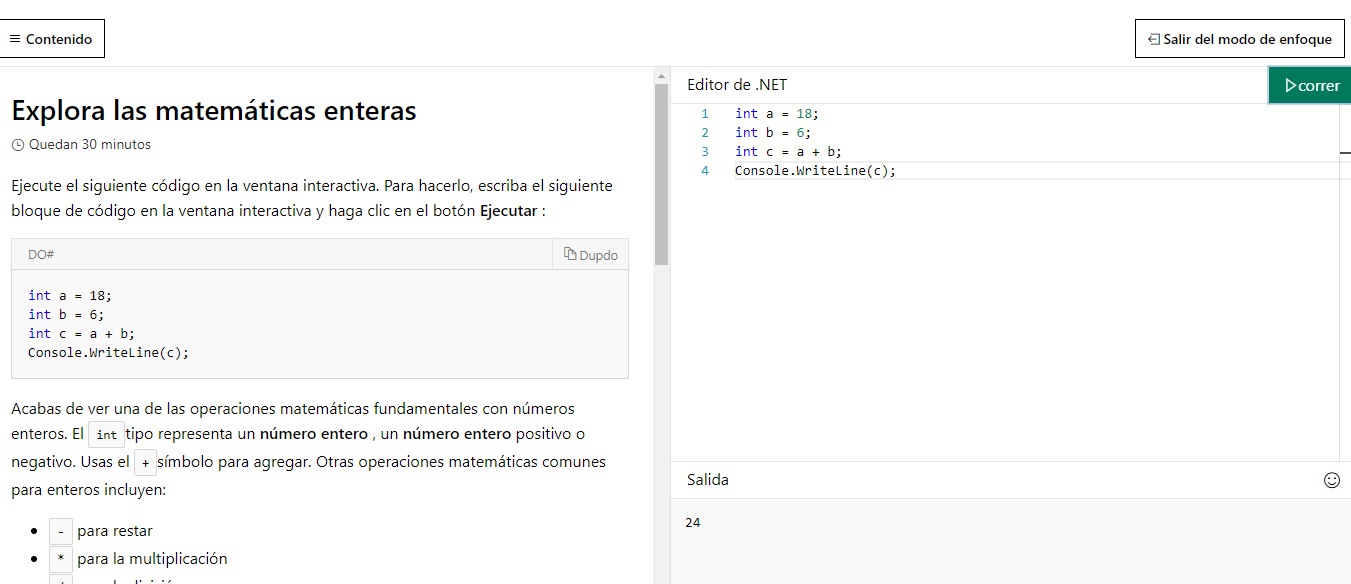 ≡ Contenido
Salir del modo de enfoque
Explora las matemáticas enteras
Quedan 30 minutos
Ejecute el siguiente código en la ventana interactiva. Para hacerlo, escriba el siguiente
bloque de código en la ventana interactiva y haga clic en el botón Ejecutar :
DO#
Dupdo
int a = 18;
int b = 6;
int c = a + b;
Console.WriteLine(c);
Acabas de ver una de las operaciones matemáticas fundamentales con números
enteros. El int tipo representa un número entero , un número entero positivo o
negativo. Usas el + símbolo para agregar. Otras operaciones matemáticas comunes
para enteros incluyen:
• - para restar
• * para la multiplicación
Editor de .NET
correr
1 int a = 18;
2 int b = 6;
3 int c = a + b;
4 Console.WriteLine(c);
Salida
24